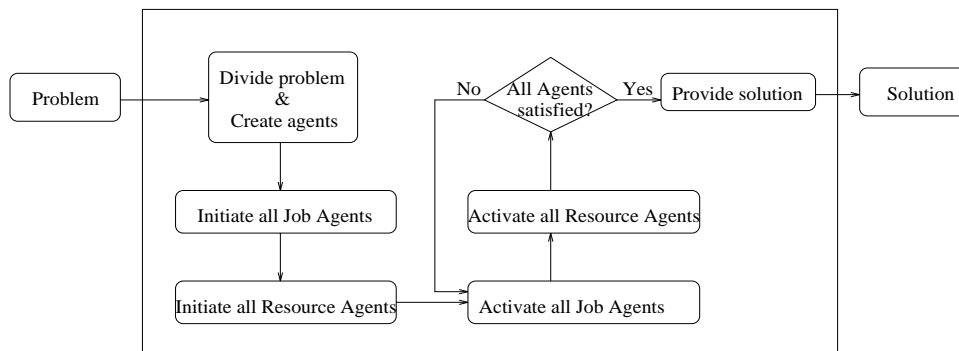 Problem
Divide problem
&
Create agents
Initiate all Job Agents
Initiate all Resource Agents
Activate all Job Agents
Activate all Resource Agents
All Agents
satisfied?
No
Yes
Provide solution
Solution